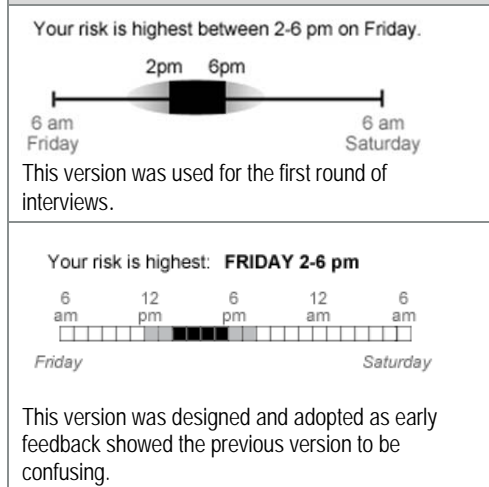 Your risk is highest between 2-6 pm on Friday.
2pm 6pm
6 am 6 am
Friday Saturday
This version was used for the first round of
interviews.
Your risk is highest: FRIDAY 2-6 pm
6 12 6 12 6
am pm pm am am
Friday Saturday
This version was designed and adopted as early
feedback showed the previous version to be
confusing.